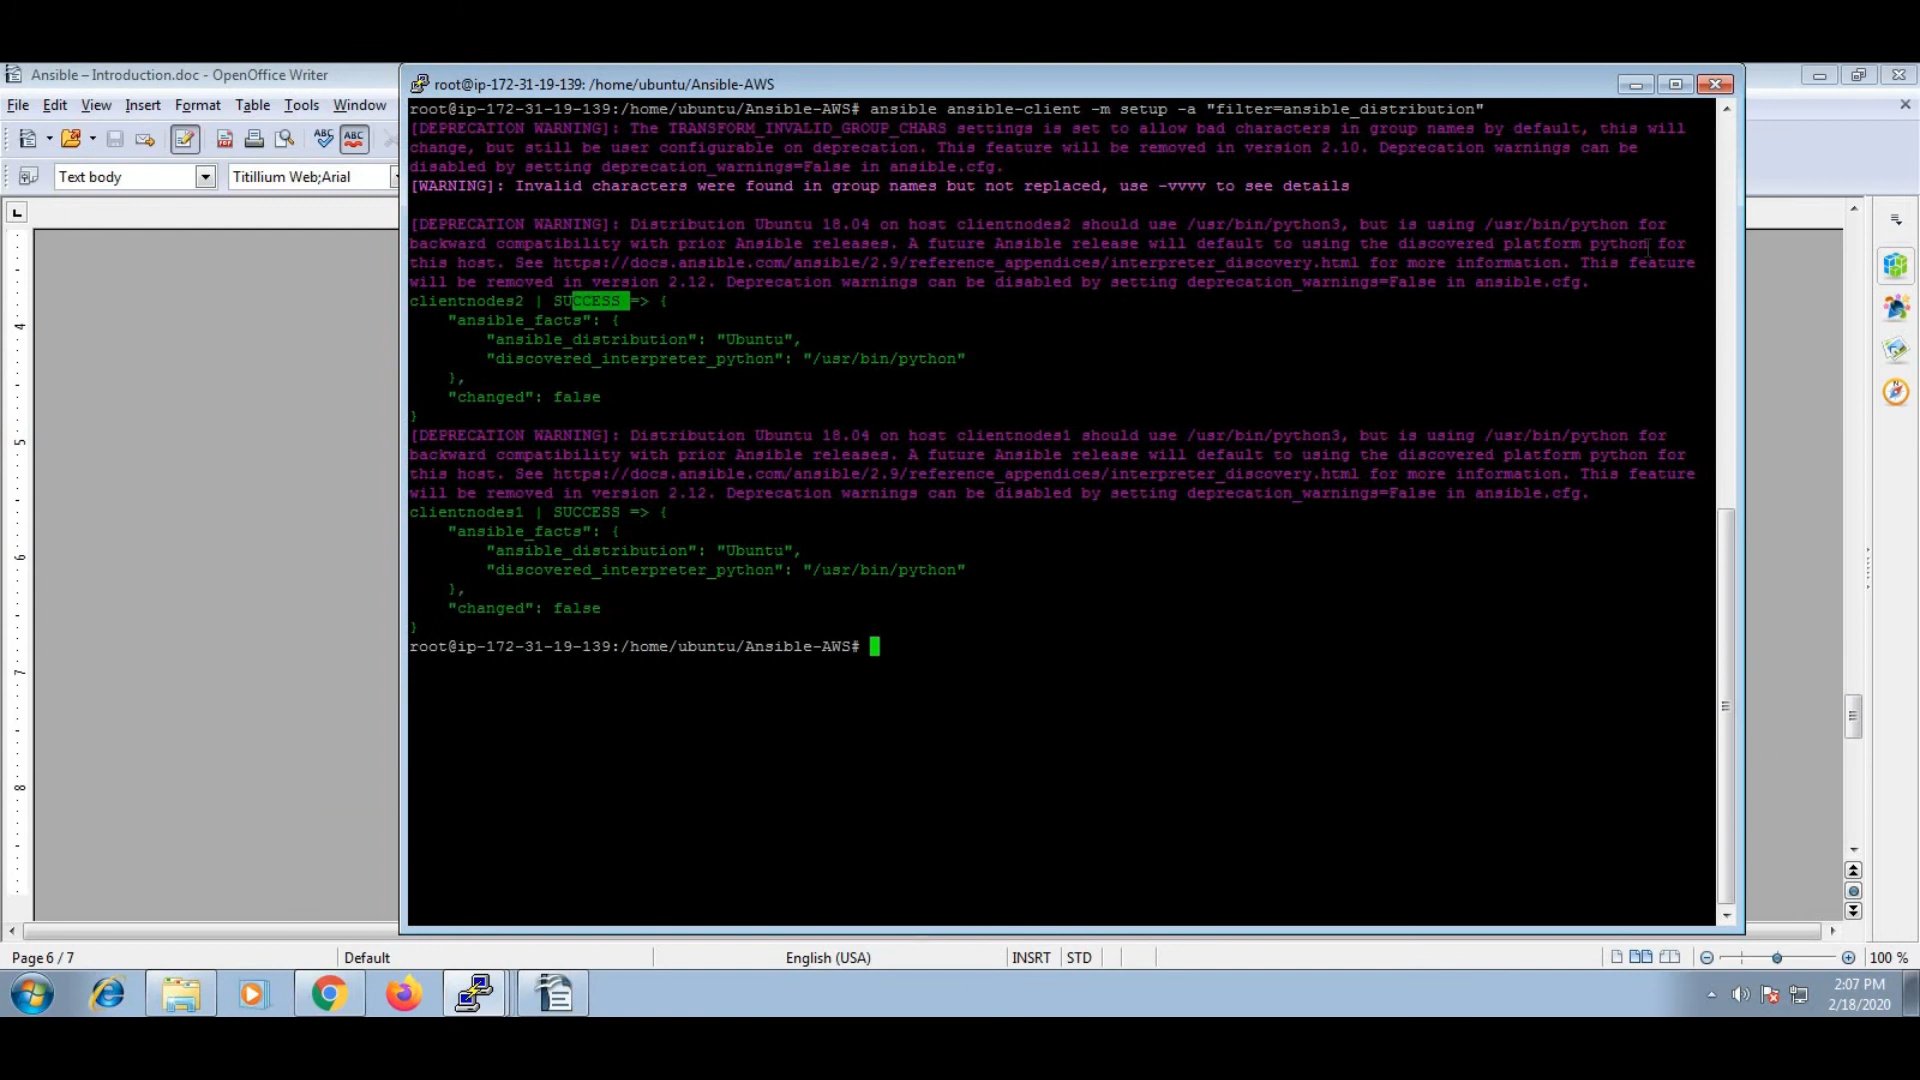 Ansible – Introduction.doc - OpenOffice Writer
File Edit View Insert Format Table Tools Window
Text body
Titillium Web;Arial
root@ip-172-31-19-139: /home/ubuntu/Ansible-AWS
root@ip-172-31-19-139:/home/ubuntu/Ansible-AWS# ansible ansible-client -m setup -a "filter=ansible_distribution"
[DEPRECATION WARNING]: The TRANSFORM_INVALID_GROUP_CHARS settings is set to allow bad characters in group names by default, this will
change, but still be user configurable on deprecation. This feature will be removed in version 2.10. Deprecation warnings can be
disabled by setting deprecation_warnings=False in ansible.cfg.
[WARNING]: Invalid characters were found in group names but not replaced, use -vvvv to see details
[DEPRECATION WARNING]: Distribution Ubuntu 18.04 on host clientnodes2 should use /usr/bin/python3, but is using /usr/bin/python for
backward compatibility with prior Ansible releases. A future Ansible release will default to using the discovered platform python for
this host. See https://docs.ansible.com/ansible/2.9/reference_appendices/interpreter_discovery.html for more information. This feature
will be removed in version 2.12. Deprecation warnings can be disabled by setting deprecation_warnings=False in ansible.cfg.
clientnodes2 | SUCCESS => {
    "ansible_facts": {
        "ansible_distribution": "Ubuntu",
        "discovered_interpreter_python": "/usr/bin/python"
    },
    "changed": false
}
[DEPRECATION WARNING]: Distribution Ubuntu 18.04 on host clientnodes1 should use /usr/bin/python3, but is using /usr/bin/python for
backward compatibility with prior Ansible releases. A future Ansible release will default to using the discovered platform python for
this host. See https://docs.ansible.com/ansible/2.9/reference_appendices/interpreter_discovery.html for more information. This feature
will be removed in version 2.12. Deprecation warnings can be disabled by setting deprecation_warnings=False in ansible.cfg.
clientnodes1 | SUCCESS => {
    "ansible_facts": {
        "ansible_distribution": "Ubuntu",
        "discovered_interpreter_python": "/usr/bin/python"
    },
    "changed": false
}
root@ip-172-31-19-139:/home/ubuntu/Ansible-AWS#
4
5
6
7
8
Page 6 / 7 Default English (USA) INSRT STD 100 %
2:07 PM
2/18/2020